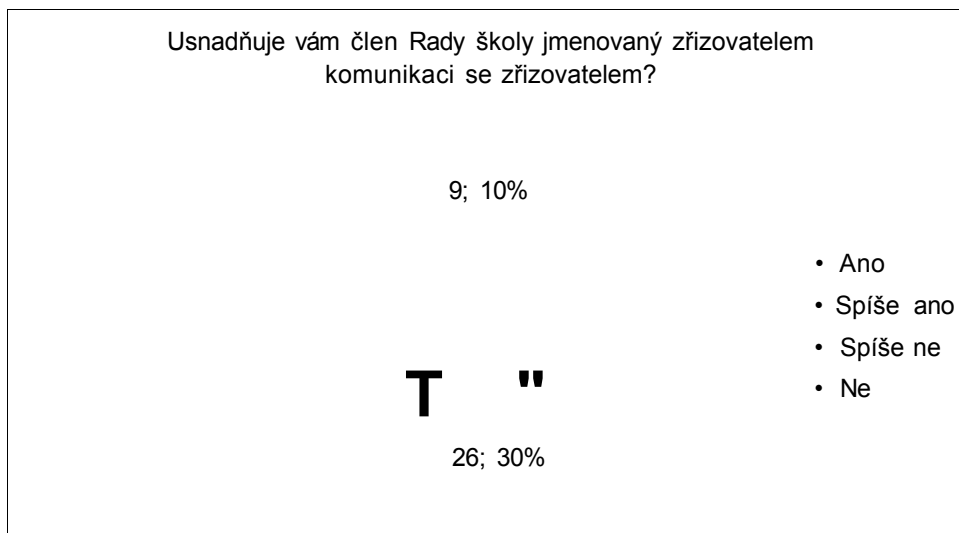 Usnadňuje vám člen Rady školy jmenovaný zřizovatelem
komunikaci se zřizovatelem?
9; 10%
• Ano
• Spíše ano
• Spíše ne
• Ne
T "
26; 30%